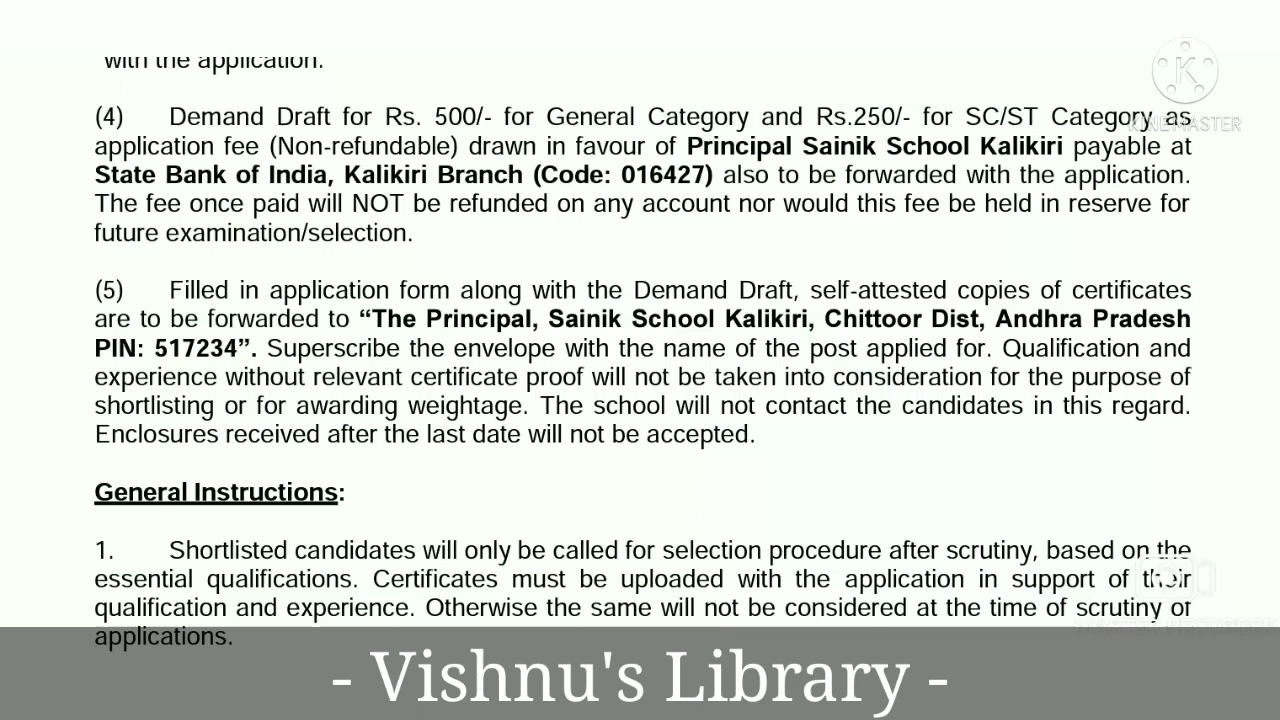 with the application.
(4) Demand Draft for Rs. 500/- for General Category and Rs.250/- for SC/ST Category as
application fee (Non-refundable) drawn in favour of Principal Sainik School Kalikiri payable at
State Bank of India, Kalikiri Branch (Code: 016427) also to be forwarded with the application.
The fee once paid will NOT be refunded on any account nor would this fee be held in reserve for
future examination/selection.
(5) Filled in application form along with the Demand Draft, self-attested copies of certificates
are to be forwarded to “The Principal, Sainik School Kalikiri, Chittoor Dist, Andhra Pradesh
PIN: 517234”. Superscribe the envelope with the name of the post applied for. Qualification and
experience without relevant certificate proof will not be taken into consideration for the purpose of
shortlisting or for awarding weightage. The school will not contact the candidates in this regard.
Enclosures received after the last date will not be accepted.
General Instructions:
1. Shortlisted candidates will only be called for selection procedure after scrutiny, based on the
essential qualifications. Certificates must be uploaded with the application in support of their
qualification and experience. Otherwise the same will not be considered at the time of scrutiny of
applications.
- Vishnu's Library -
K
KINEMASTER